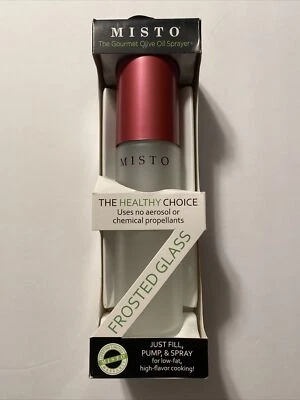 MISTO®
The Gourmet Olive Oil Sprayer®
MISTO
THE HEALTHY CHOICE
Uses no aerosol or
chemical propellants
FROSTED GLASS
MISTO
JUST FILL,
PUMP, & SPRAY
for low-fat,
high-flavor cooking!